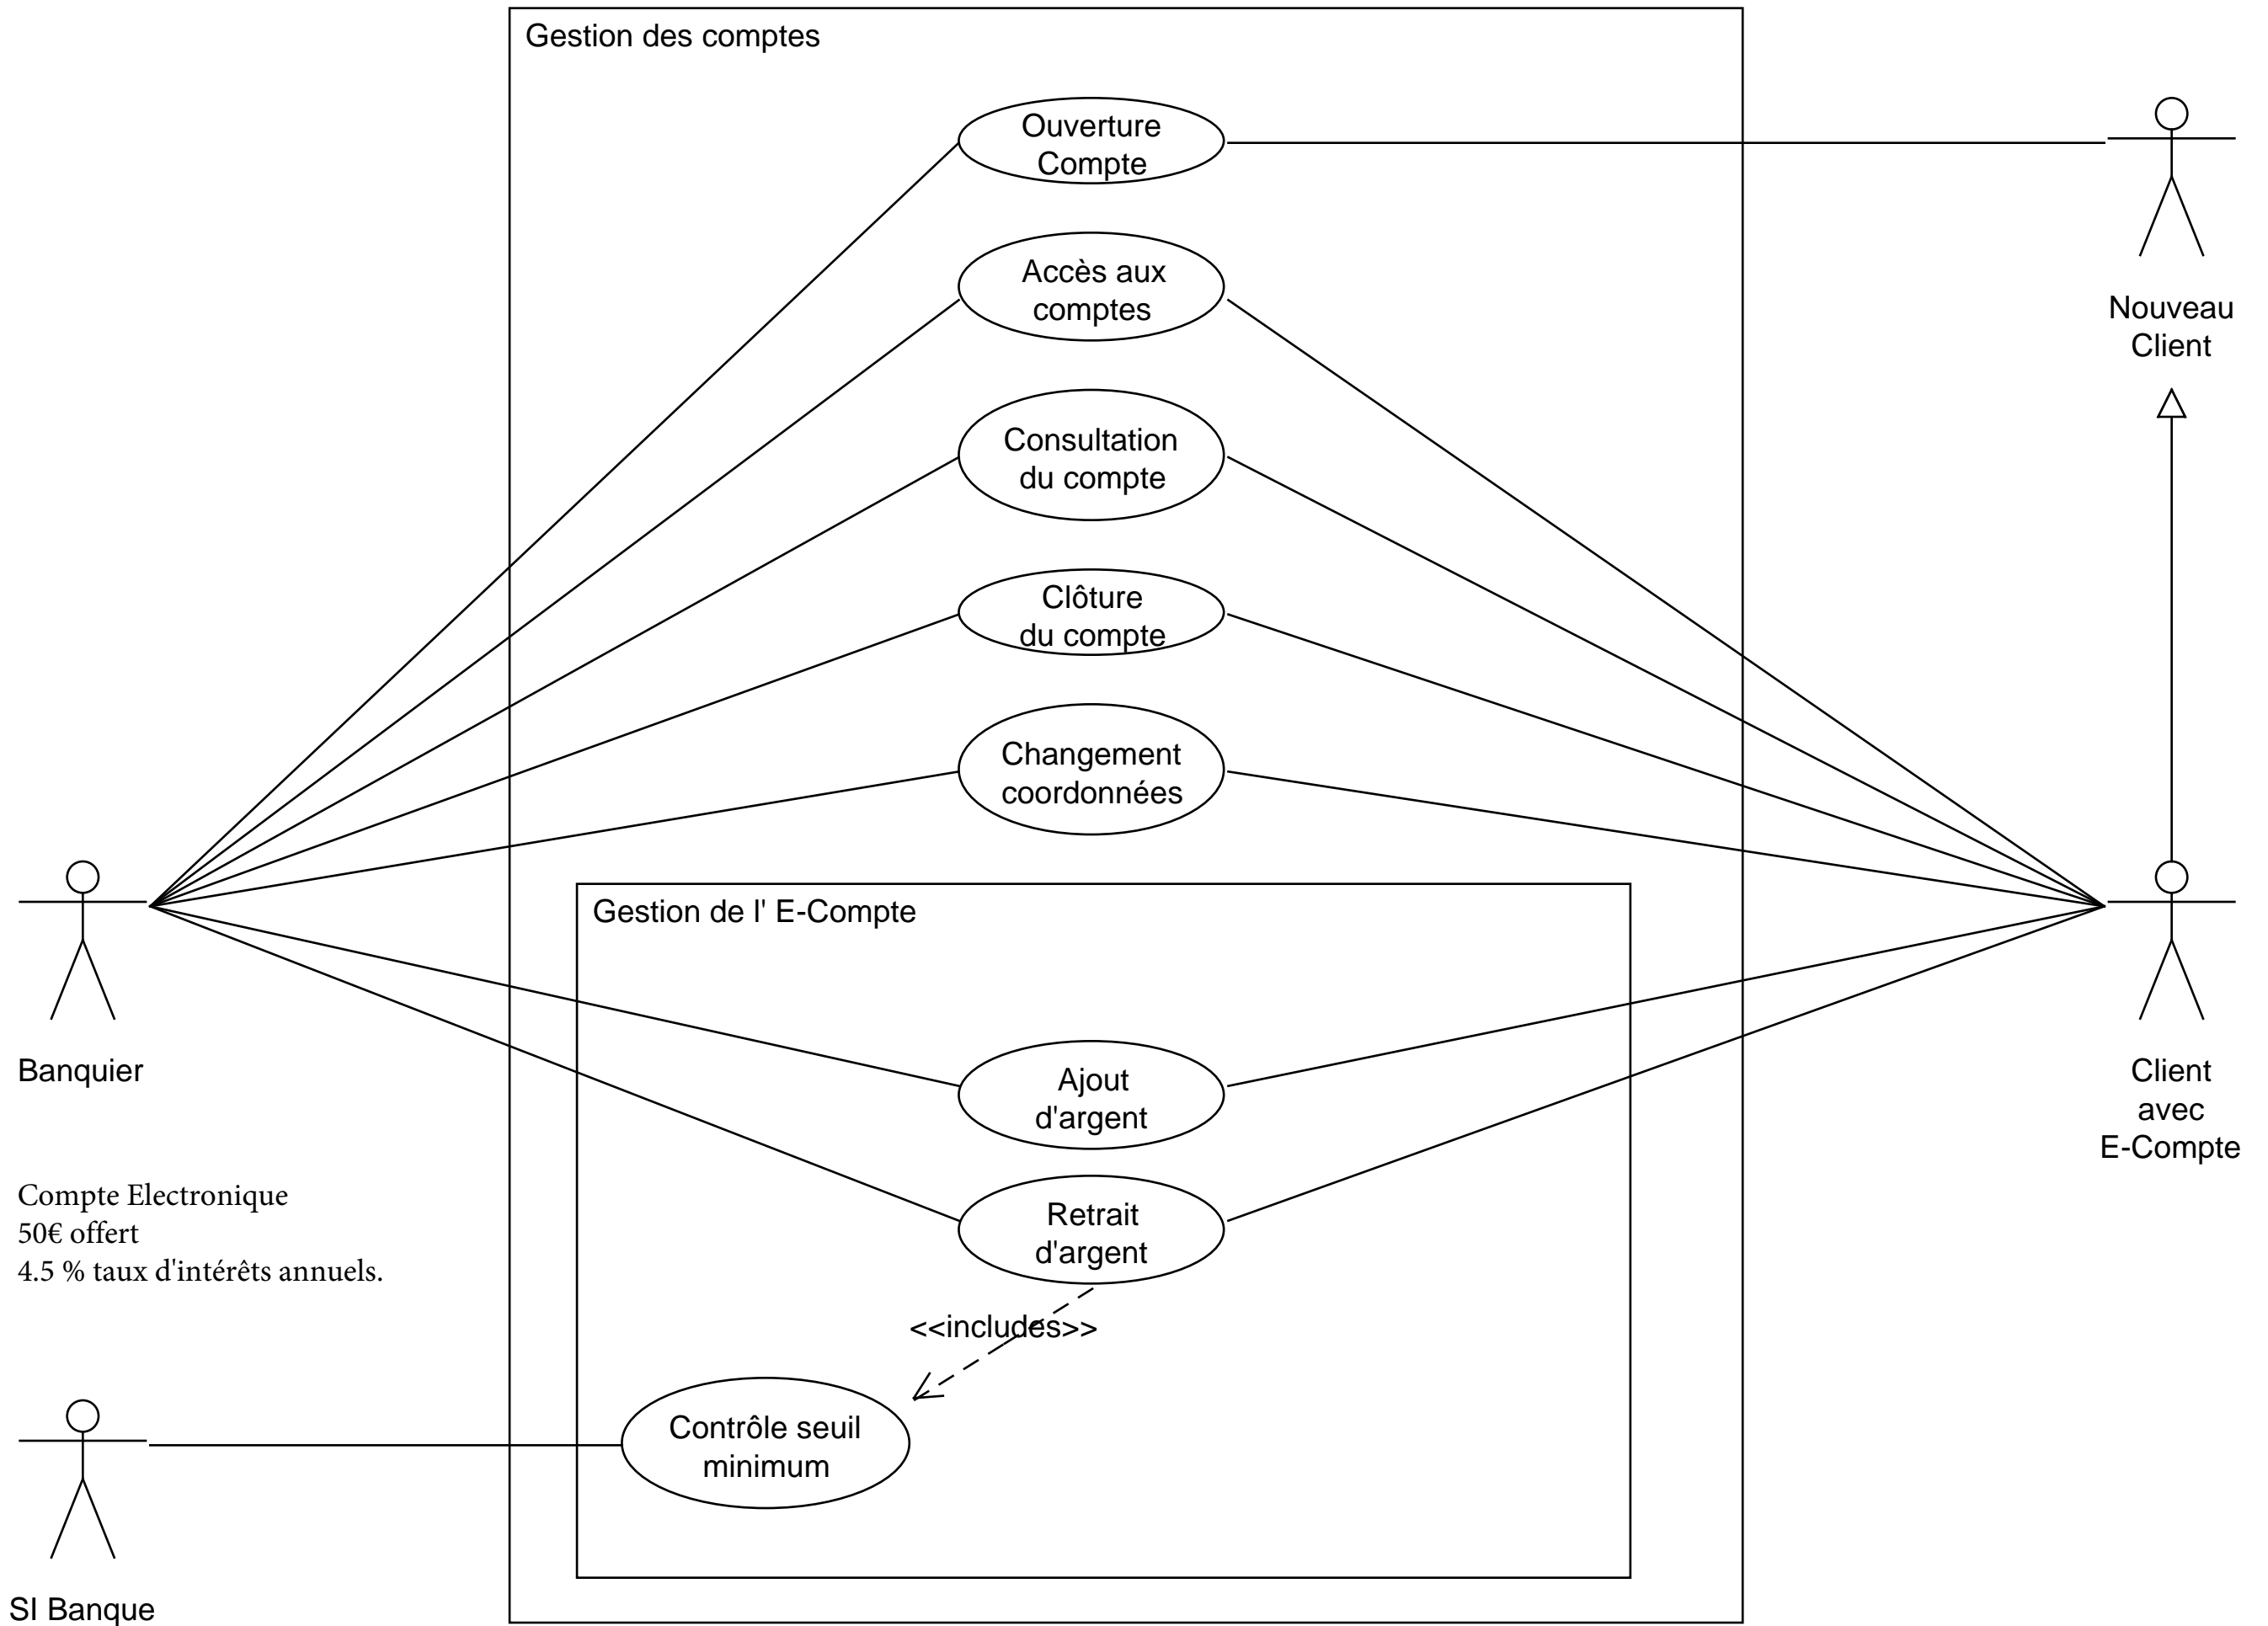 Gestion des comptes
Ouverture
Compte
Accès aux
comptes
Nouveau
Client
Consultation
du compte
Clôture
du compte
Changement
coordonnées
Gestion de l' E-Compte
Banquier
Ajout
d'argent
Client
avec
E-Compte
Compte Electronique
50€ offert
4.5 % taux d'intérêts annuels.
Retrait
d'argent
<<includes>>
Contrôle seuil
minimum
SI Banque